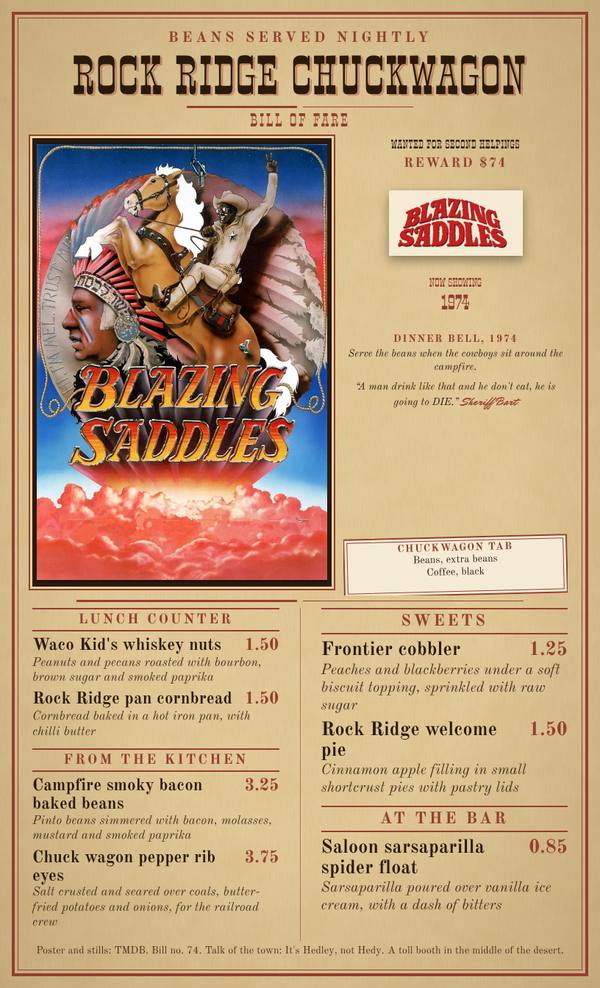 BEANS SERVED NIGHTLY
ROCK RIDGE CHUCKWAGON
BILL OF FARE
BLAZING
SADDLES
WANTED FOR SECOND HELPINGS
REWARD $74
BLAZING
SADDLES
NOW SHOWING
1974
DINNER BELL, 1974
Serve the beans when the cowboys sit around the
campfire.
"A man drink like that and he don't eat, he is
going to DIE." Sheriff Bart
CHUCKWAGON TAB
Beans, extra beans
Coffee, black
LUNCH COUNTER
Waco Kid's whiskey nuts 1.50
Peanuts and pecans roasted with bourbon,
brown sugar and smoked paprika
Rock Ridge pan cornbread 1.50
Cornbread baked in a hot iron pan, with
chilli butter
FROM THE KITCHEN
Campfire smoky bacon 3.25
baked beans
Pinto beans simmered with bacon, molasses,
mustard and smoked paprika
Chuck wagon pepper rib 3.75
eyes
Salt crusted and seared over coals, butter-
fried potatoes and onions, for the railroad
crew
SWEETS
Frontier cobbler 1.25
Peaches and blackberries under a soft
biscuit topping, sprinkled with raw
sugar
Rock Ridge welcome 1.50
pie
Cinnamon apple filling in small
shortcrust pies with pastry lids
AT THE BAR
Saloon sarsaparilla 0.85
spider float
Sarsaparilla poured over vanilla ice
cream, with a dash of bitters
Poster and stills: TMDB. Bill no. 74. Talk of the town: It's Hedley, not Hedy. A toll booth in the middle of the desert.